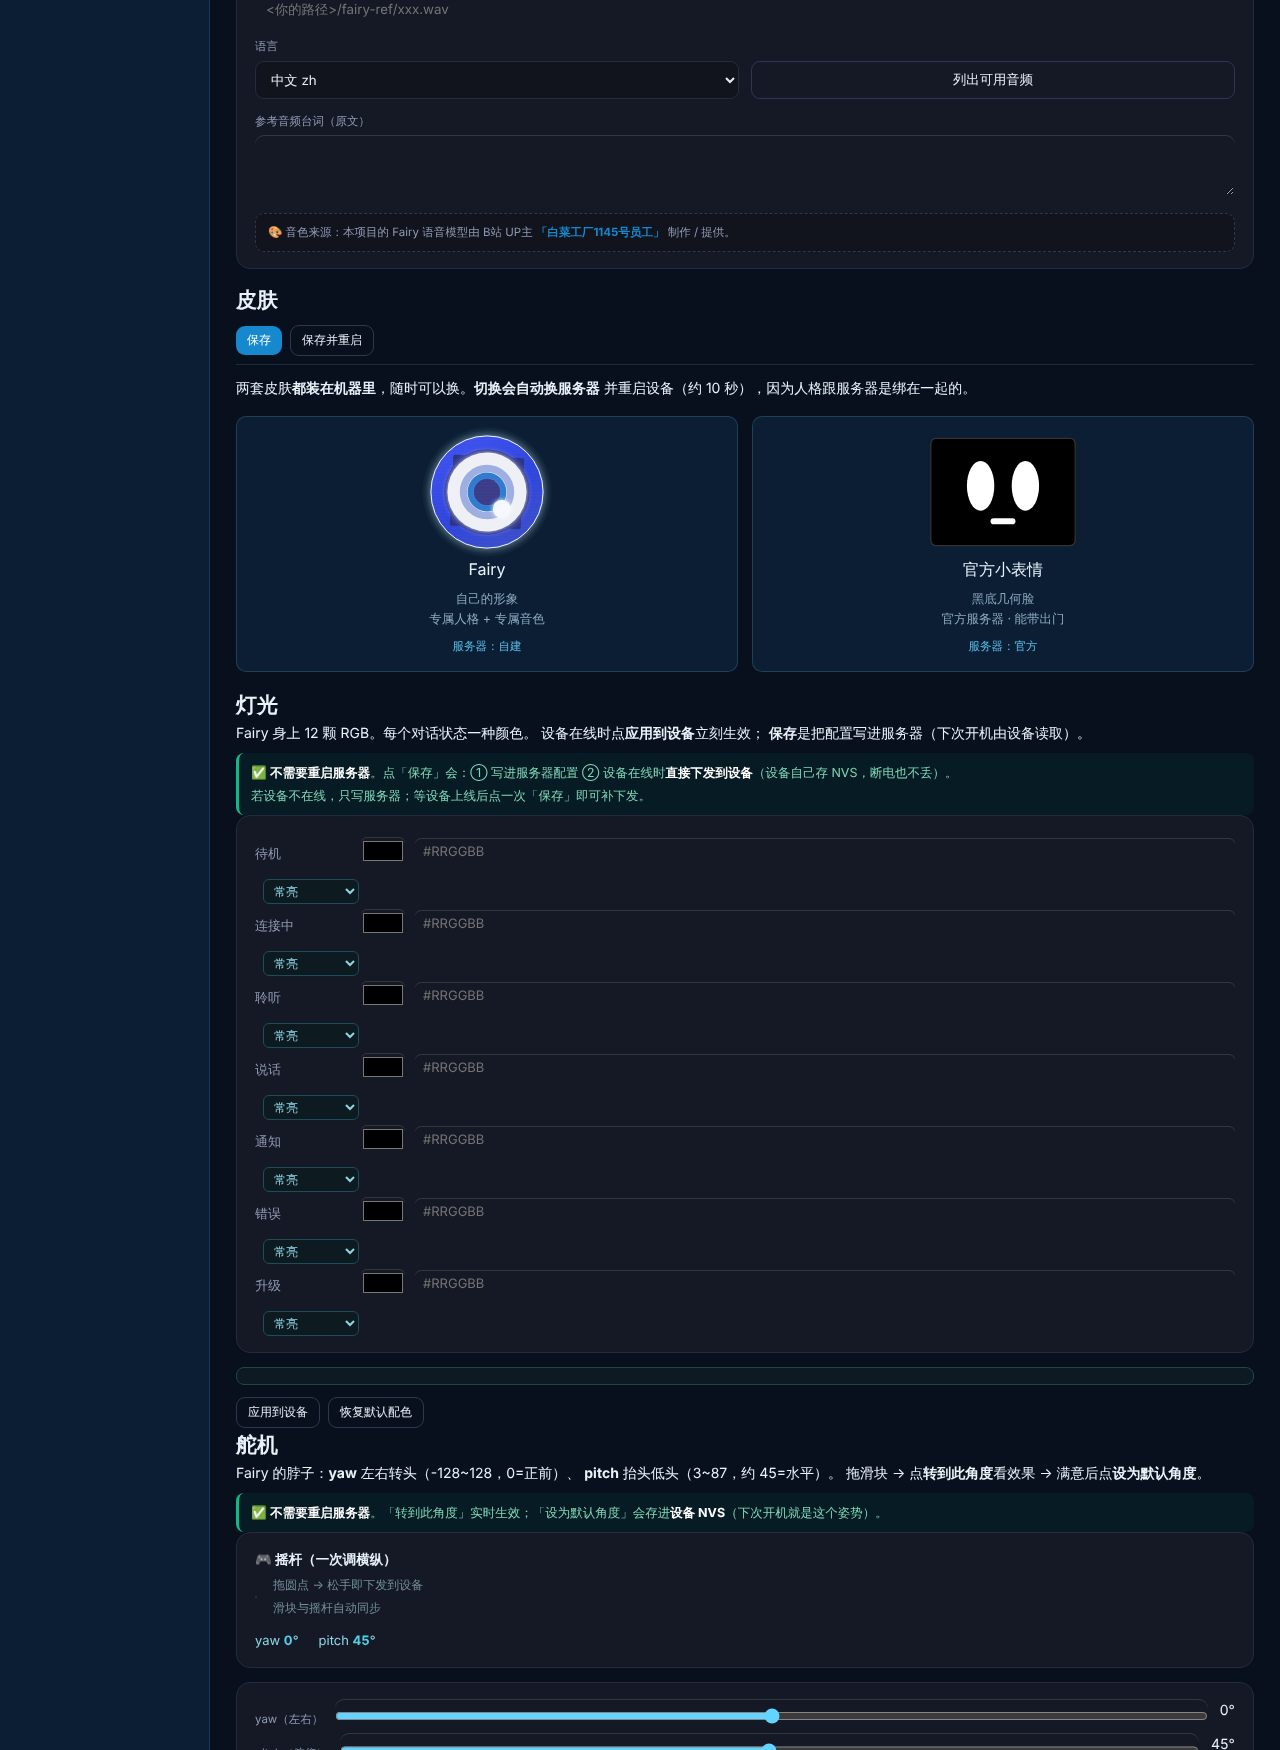 <你的路径>/fairy-ref/xxx.wav
语言
中文 zh
列出可用音频
参考音频台词（原文）
🎨 音色来源：本项目的 Fairy 语音模型由 B站 UP主 「白菜工厂1145号员工」 制作 / 提供。
皮肤
保存
保存并重启
两套皮肤都装在机器里，随时可以换。切换会自动换服务器 并重启设备（约 10 秒），因为人格跟服务器是绑在一起的。
Fairy
自己的形象
专属人格 + 专属音色
服务器：自建
官方小表情
黑底几何脸
官方服务器 · 能带出门
服务器：官方
灯光
Fairy 身上 12 颗 RGB。每个对话状态一种颜色。 设备在线时点应用到设备立刻生效； 保存是把配置写进服务器（下次开机由设备读取）。
✅ 不需要重启服务器。点「保存」会：① 写进服务器配置 ② 设备在线时直接下发到设备（设备自己存 NVS，断电也不丢）。
若设备不在线，只写服务器；等设备上线后点一次「保存」即可补下发。
待机
#RRGGBB
常亮
连接中
#RRGGBB
常亮
聆听
#RRGGBB
常亮
说话
#RRGGBB
常亮
通知
#RRGGBB
常亮
错误
#RRGGBB
常亮
升级
#RRGGBB
常亮
应用到设备
恢复默认配色
舵机
Fairy 的脖子：yaw 左右转头（-128~128，0=正前）、 pitch 抬头低头（3~87，约 45=水平）。 拖滑块 → 点转到此角度看效果 → 满意后点设为默认角度。
✅ 不需要重启服务器。「转到此角度」实时生效；「设为默认角度」会存进设备 NVS（下次开机就是这个姿势）。
🎮 摇杆（一次调横纵）
拖圆点 → 松手即下发到设备
滑块与摇杆自动同步
yaw 0° pitch 45°
yaw（左右）
0°
45°